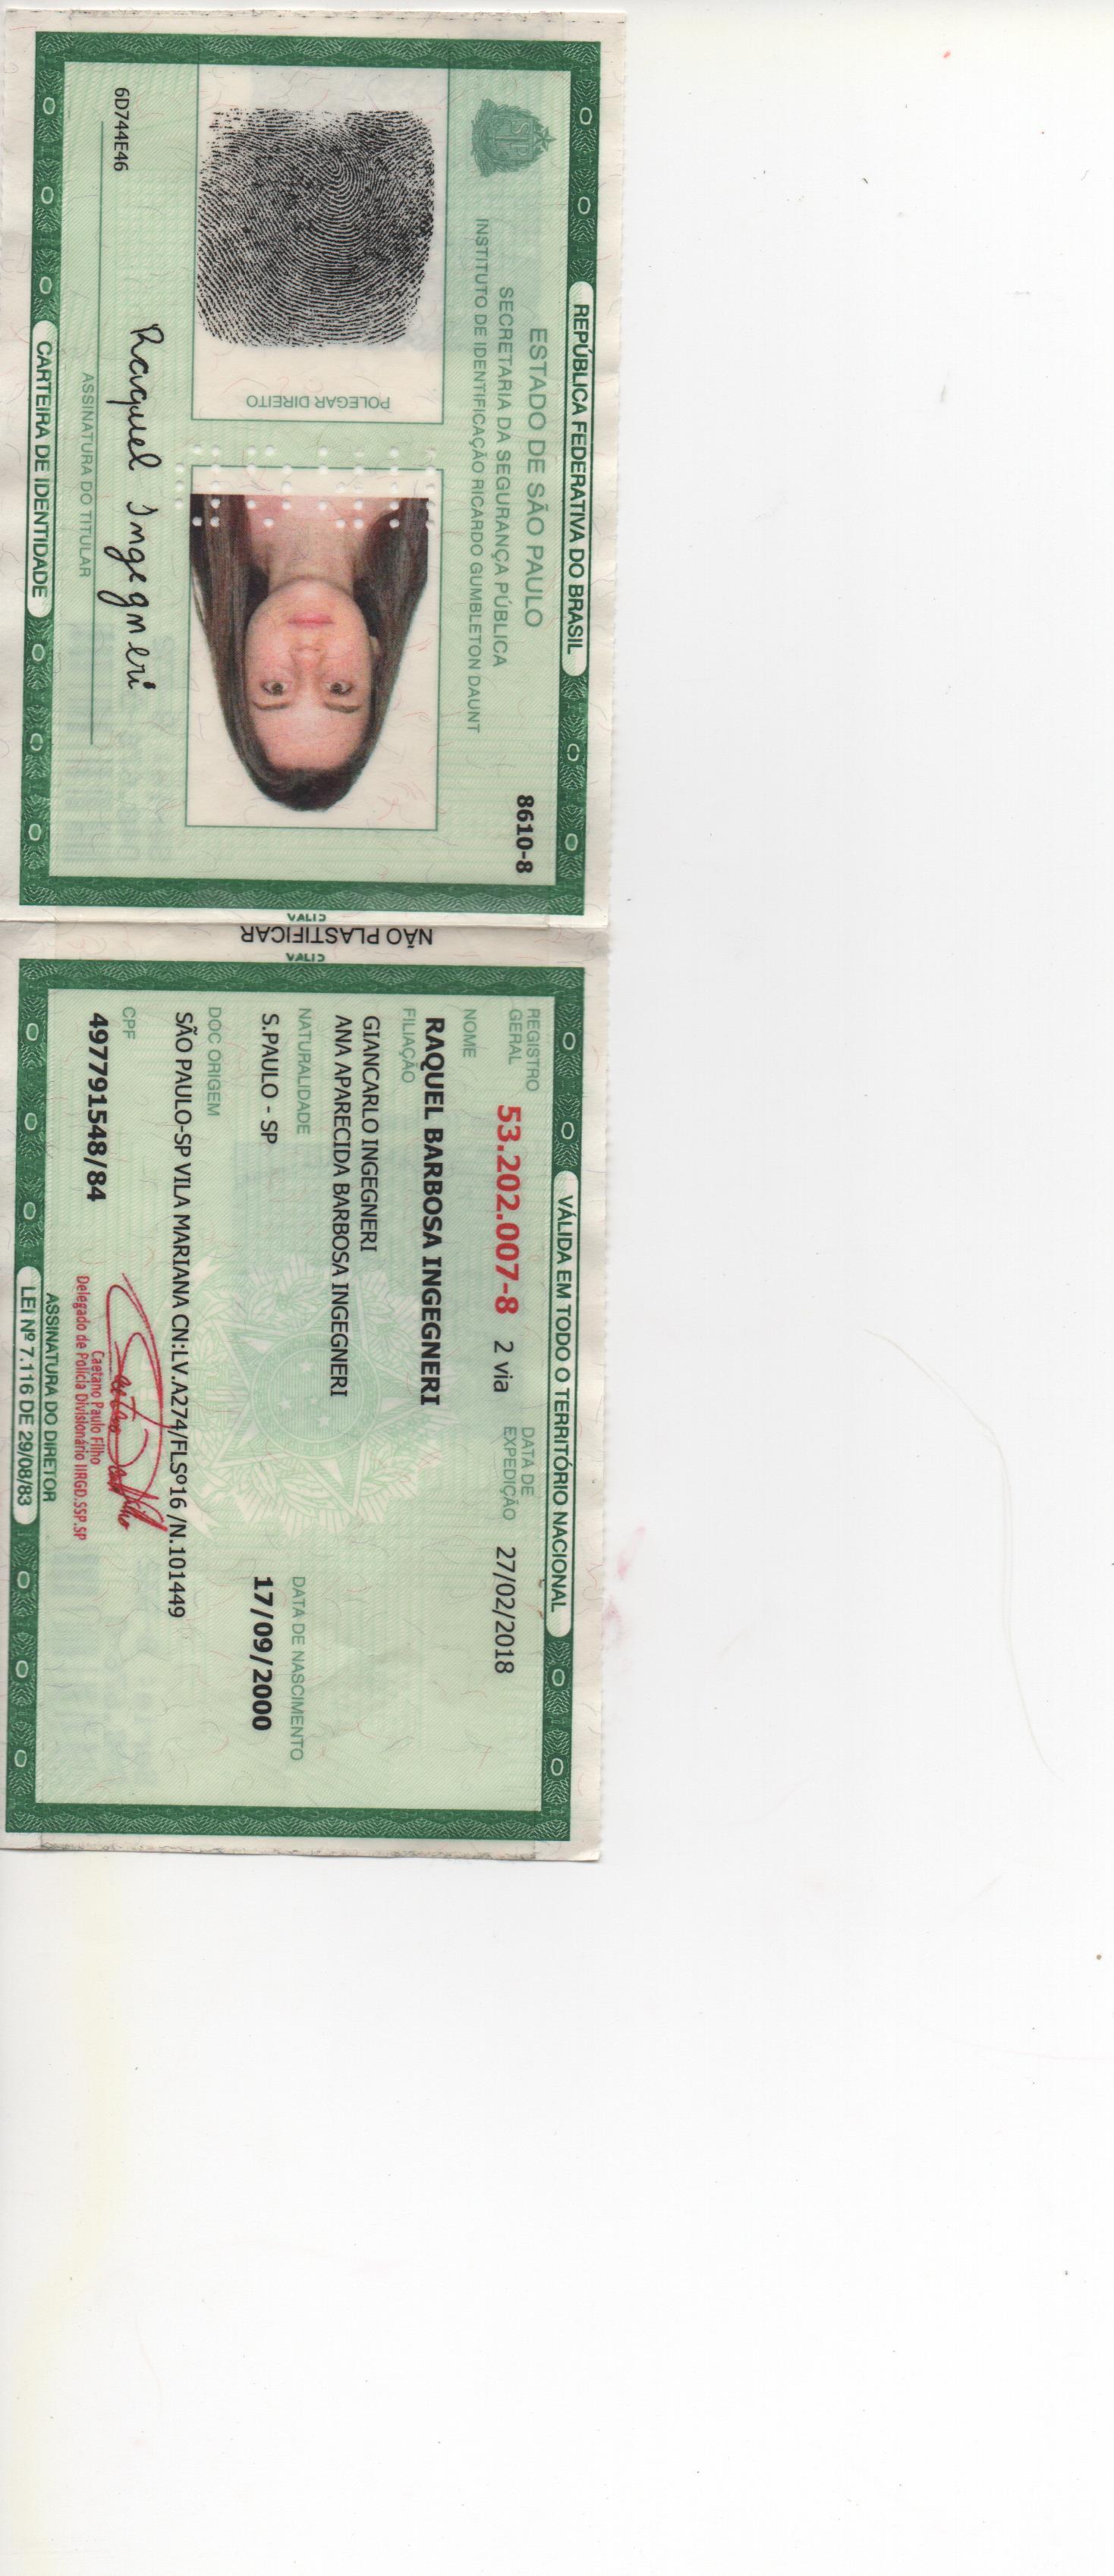 REPÚBLICA FEDERATIVA DO BRASIL
ESTADO DE SÃO PAULO
SECRETARIA DA SEGURANÇA PÚBLICA
INSTITUTO DE IDENTIFICAÇÃO RICARDO GUMBLETON DAUNT
8610-8
POLEGAR DIREITO
6D744E46
Raquel Ingegneri
ASSINATURA DO TITULAR
CARTEIRA DE IDENTIDADE
VALID
NÃO PLASTIFICAR
VALID
VÁLIDA EM TODO O TERRITÓRIO NACIONAL
REGISTRO GERAL 53.202.007-8 2 via DATA DE EXPEDIÇÃO 27/02/2018
NOME
RAQUEL BARBOSA INGEGNERI
FILIAÇÃO
GIANCARLO INGEGNERI
ANA APARECIDA BARBOSA INGEGNERI
NATURALIDADE DATA DE NASCIMENTO
S.PAULO - SP 17/09/2000
DOC ORIGEM
SÃO PAULO-SP VILA MARIANA CN:LV.A274/FLSº16 /N.101449
CPF
497791548/84
Caetano Paulo Filho
Delegado de Polícia Divisionário IIRGD.SSP.SP
ASSINATURA DO DIRETOR
LEI Nº 7.116 DE 29/08/83